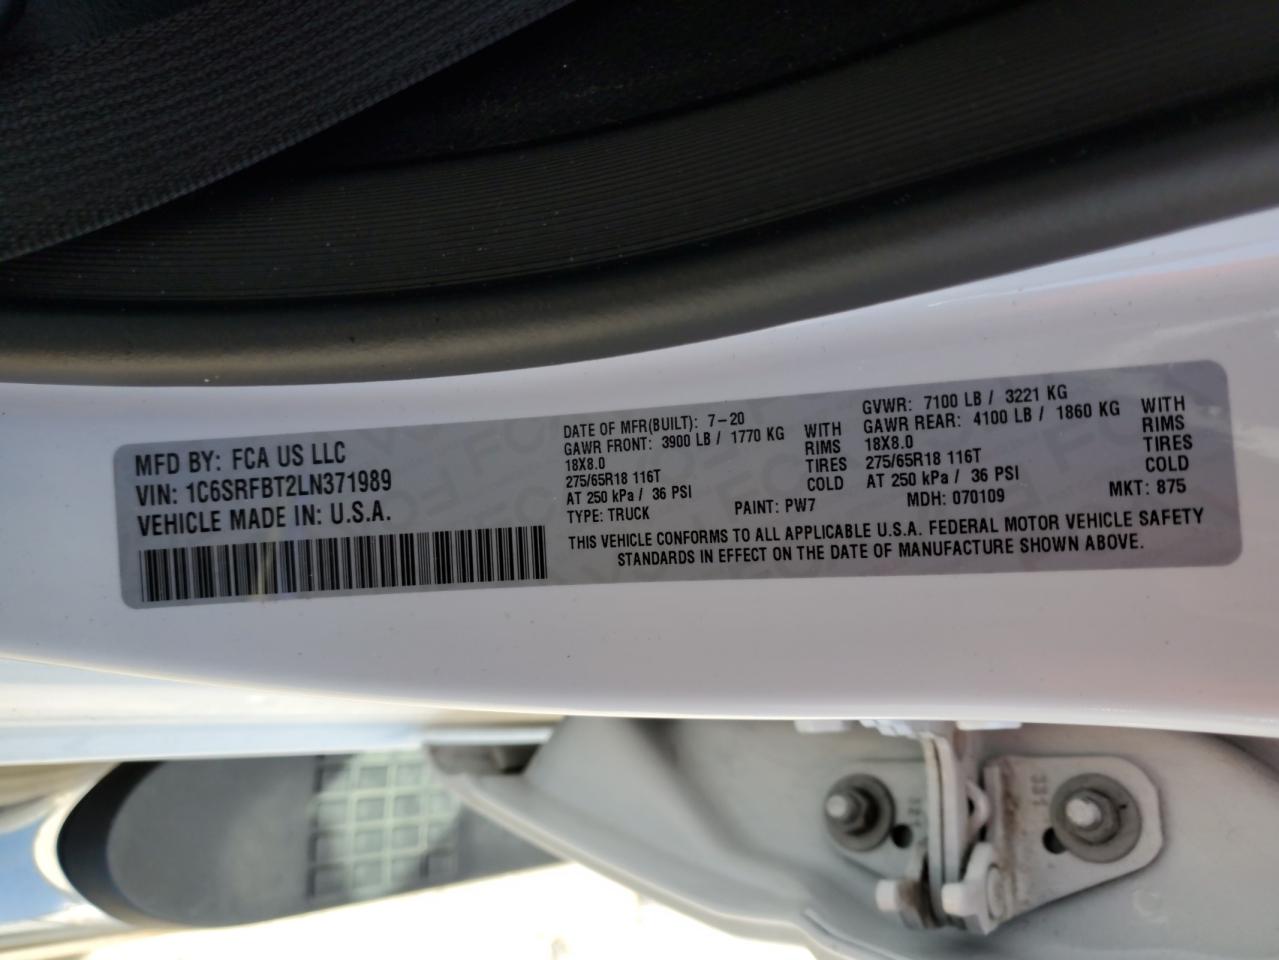 MFD BY: FCA US LLC
VIN: 1C6SRFBT2LN371989
VEHICLE MADE IN: U.S.A.
DATE OF MFR(BUILT): 7-20
GAWR FRONT: 3900 LB / 1770 KG WITH
18X8.0 RIMS
275/65R18 116T TIRES
AT 250 kPa / 36 PSI COLD
TYPE: TRUCK PAINT: PW7
GVWR: 7100 LB / 3221 KG
GAWR REAR: 4100 LB / 1860 KG WITH
18X8.0 RIMS
275/65R18 116T TIRES
AT 250 kPa / 36 PSI COLD
MDH: 070109 MKT: 875
THIS VEHICLE CONFORMS TO ALL APPLICABLE U.S.A. FEDERAL MOTOR VEHICLE SAFETY
STANDARDS IN EFFECT ON THE DATE OF MANUFACTURE SHOWN ABOVE.
331